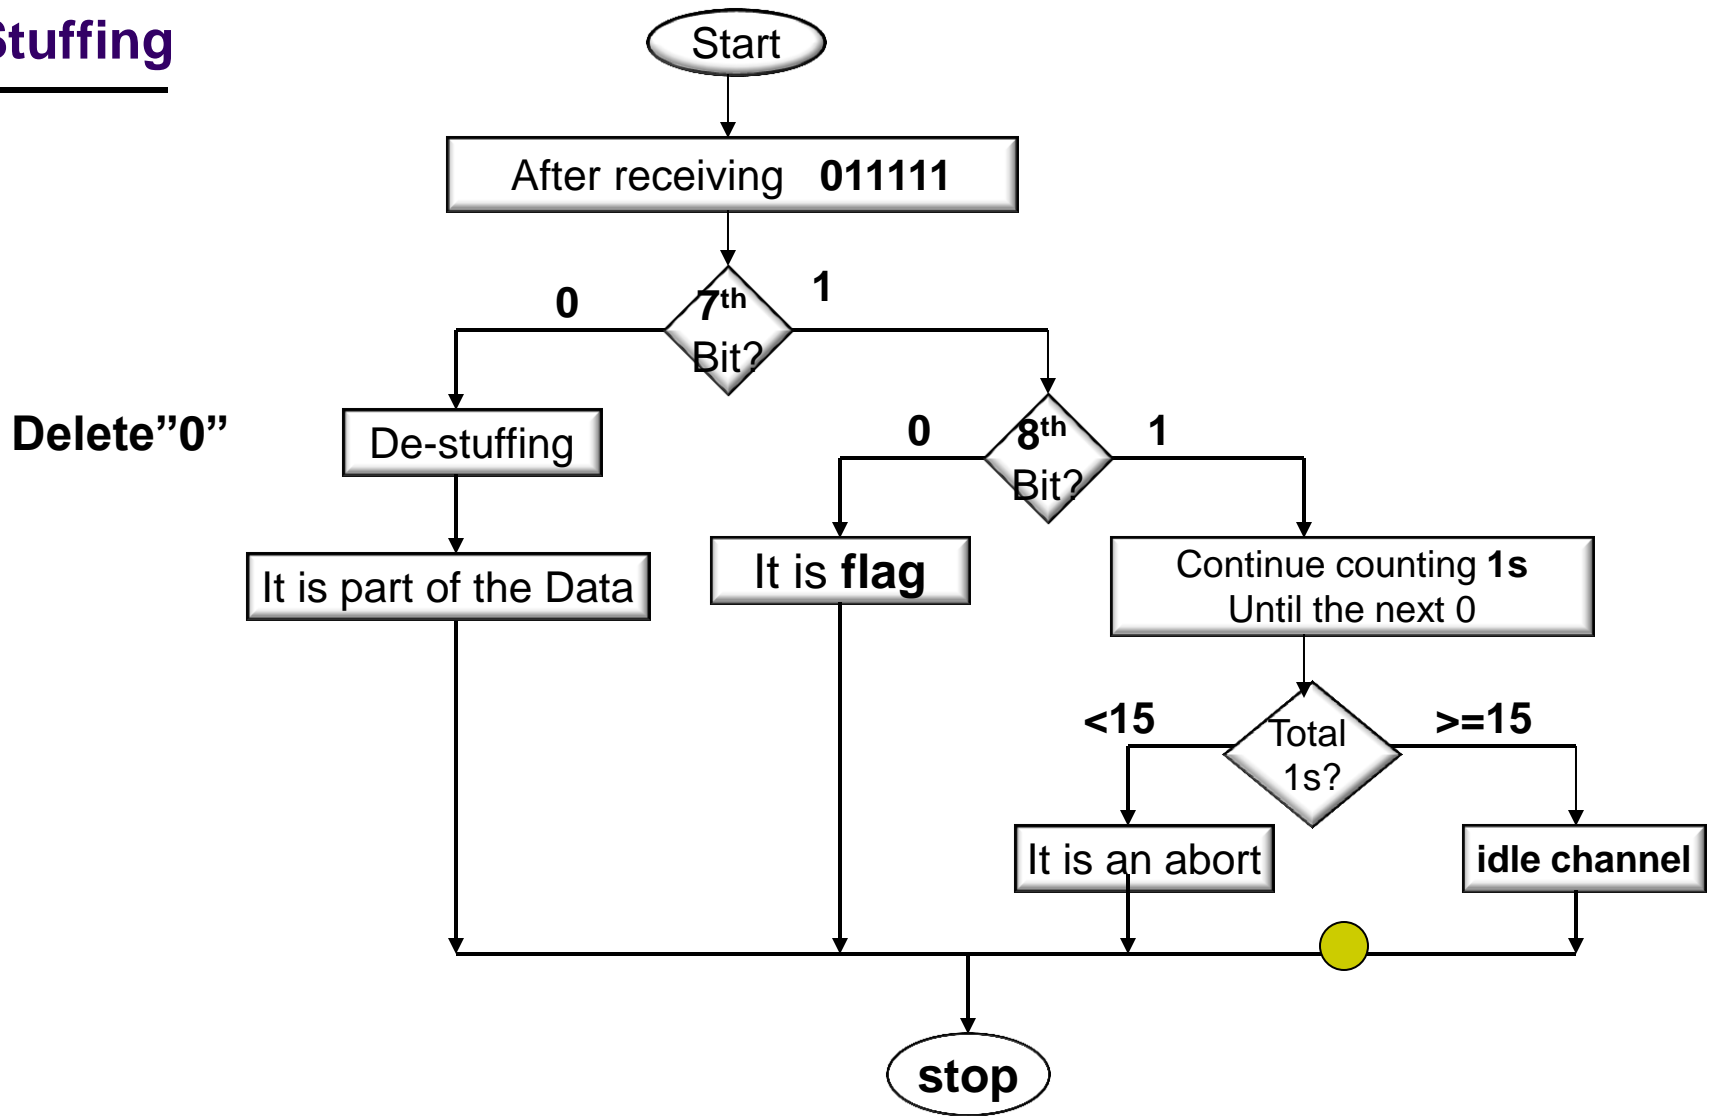 Stuffing
Start
After receiving 011111
0
7th
Bit?
1
Delete”0”
De-stuffing
0
8th
Bit?
1
It is part of the Data
It is flag
Continue counting 1s
Until the next 0
<15
Total
1s?
>=15
It is an abort
idle channel
stop